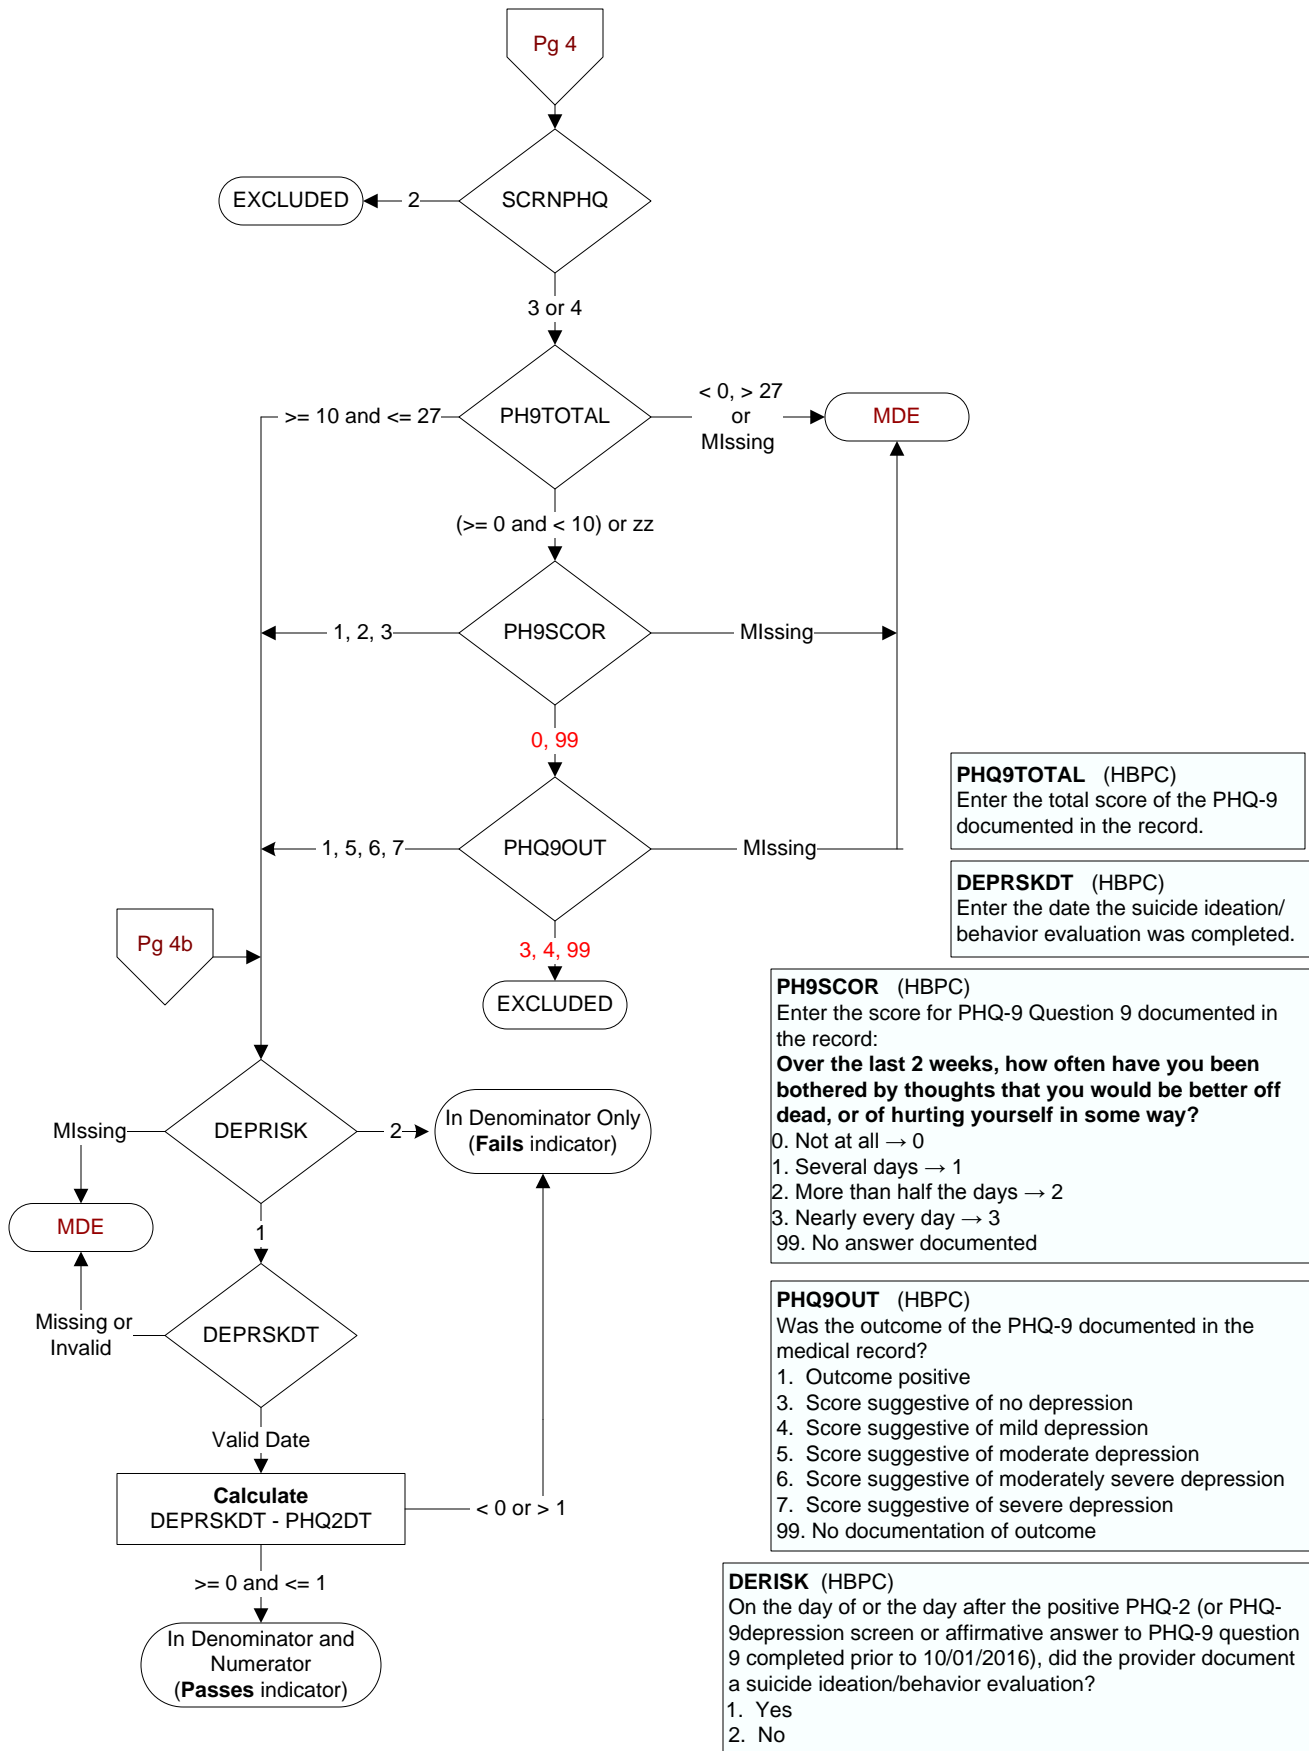 Pg 4
EXCLUDED
2
SCRNPHQ
3 or 4
>= 10 and <= 27
PH9TOTAL
< 0, > 27
or
MIssing
MDE
(>= 0 and < 10) or zz
1, 2, 3
PH9SCOR
MIssing
0, 99
1, 5, 6, 7
PHQ9OUT
MIssing
3, 4, 99
EXCLUDED
Pg 4b
MIssing
DEPRISK
2
In Denominator Only
(Fails indicator)
MDE
1
Missing or
Invalid
DEPRSKDT
Valid Date
Calculate
DEPRSKDT - PHQ2DT
< 0 or > 1
>= 0 and <= 1
In Denominator and
Numerator
(Passes indicator)
PHQ9TOTAL (HBPC)
Enter the total score of the PHQ-9
documented in the record.
DEPRSKDT (HBPC)
Enter the date the suicide ideation/
behavior evaluation was completed.
PH9SCOR (HBPC)
Enter the score for PHQ-9 Question 9 documented in
the record:
Over the last 2 weeks, how often have you been
bothered by thoughts that you would be better off
dead, or of hurting yourself in some way?
0. Not at all → 0
1. Several days → 1
2. More than half the days → 2
3. Nearly every day → 3
99. No answer documented
PHQ9OUT (HBPC)
Was the outcome of the PHQ-9 documented in the
medical record?
1. Outcome positive
3. Score suggestive of no depression
4. Score suggestive of mild depression
5. Score suggestive of moderate depression
6. Score suggestive of moderately severe depression
7. Score suggestive of severe depression
99. No documentation of outcome
DERISK (HBPC)
On the day of or the day after the positive PHQ-2 (or PHQ-
9depression screen or affirmative answer to PHQ-9 question
9 completed prior to 10/01/2016), did the provider document
a suicide ideation/behavior evaluation?
1. Yes
2. No